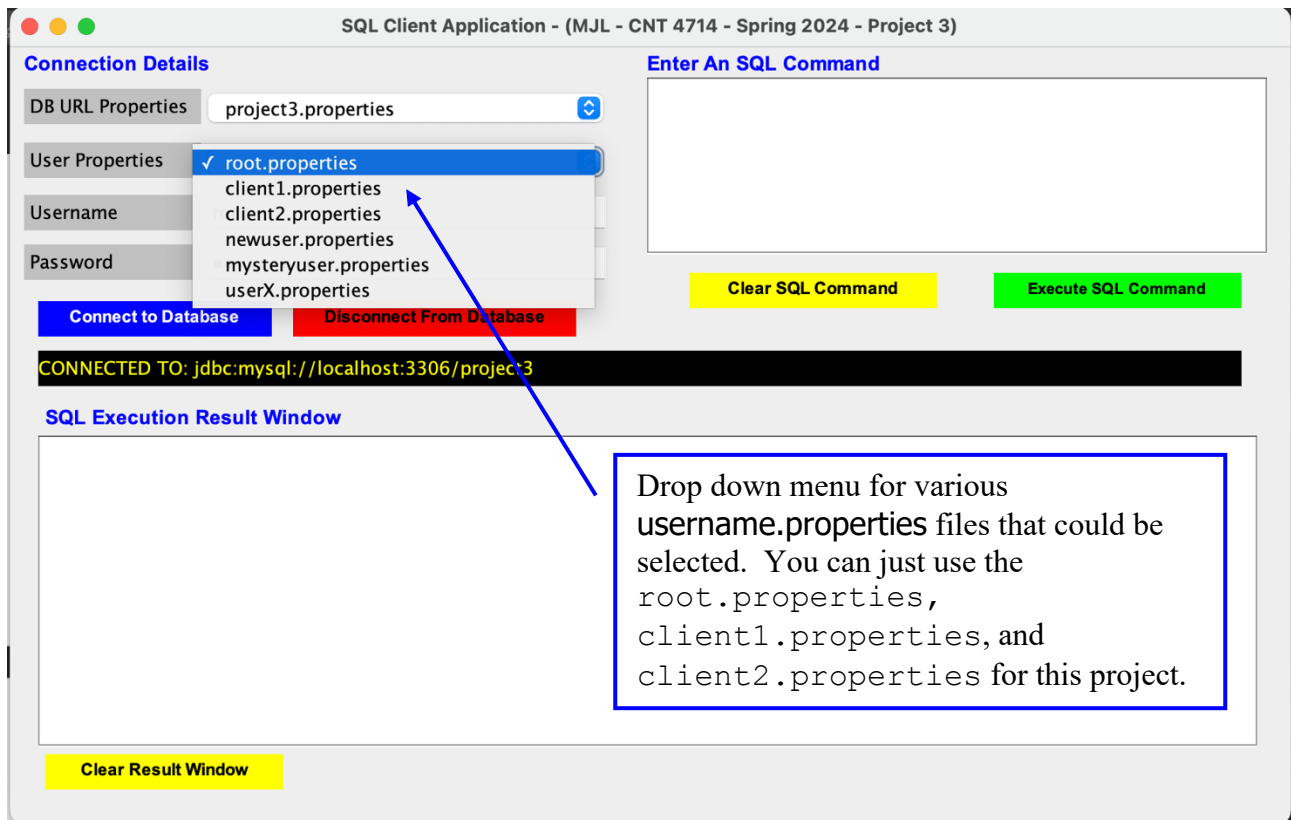 SQL Client Application - (MJL - CNT 4714 - Spring 2024 - Project 3)
Connection Details
Enter An SQL Command
DB URL Properties
project3.properties
User Properties
✓ root.properties
client1.properties
Username
client2.properties
newuser.properties
Password
mysteryuser.properties
userX.properties
Clear SQL Command
Execute SQL Command
Connect to Database
Disconnect From Database
CONNECTED TO: jdbc:mysql://localhost:3306/project3
SQL Execution Result Window
Drop down menu for various
username.properties files that could be
selected. You can just use the
root.properties,
client1.properties, and
client2.properties for this project.
Clear Result Window